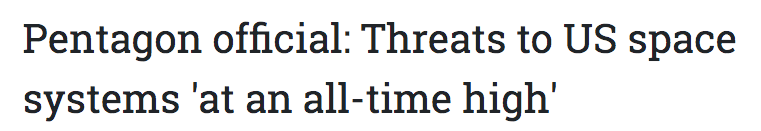 Pentagon official: Threats to US space
systems 'at an all-time high'